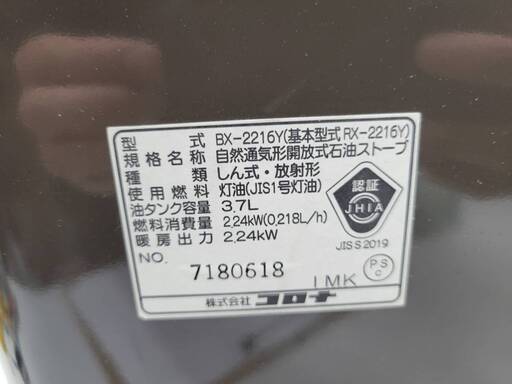 型式 BX-2216Y(基本型式 RX-2216Y)
規格名称 自然通気形開放式石油ストーブ
種類 しん式・放射形
使用燃料 灯油(JIS1号灯油)
油タンク容量 3.7L
燃料消費量 2.24kW(0.218L/h)
暖房出力 2.24kW
認証
JHIA
JIS S 2019
NO. 7180618 1MK
PS
C
株式会社 コロナ